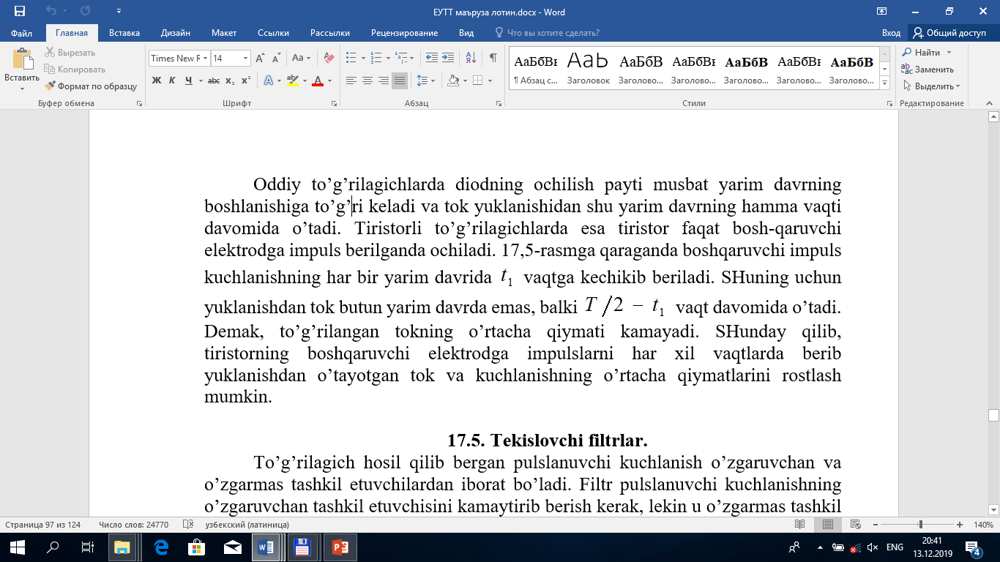 ЕУТТ маъруза лотин.docx - Word
Файл Главная Вставка Дизайн Макет Ссылки Рассылки Рецензирование Вид Что вы хотите сделать? Вход Общий доступ
Вставить
Вырезать
Копировать
Формат по образцу
Буфер обмена
Times New F 14
Ж К Ч abc x₂ x²
Шрифт
Абзац
АаБбВв АаБ АаБбВ АаБбВв АаБбВ АаБбВв АаБбВ
¶ Абзац с... Заголовок Заголово... Заголово... Заголово... Заголово... Заголово...
Стили
Найти
Заменить
Выделить
Редактирование
Oddiy to’g’rilagichlarda diodning ochilish payti musbat yarim davrning
boshlanishiga to’g’ri keladi va tok yuklanishidan shu yarim davrning hamma vaqti
davomida o’tadi. Tiristorli to’g’rilagichlarda esa tiristor faqat bosh-qaruvchi
elektrodga impuls berilganda ochiladi. 17,5-rasmga qaraganda boshqaruvchi impuls
kuchlanishning har bir yarim davrida t₁ vaqtga kechikib beriladi. SHuning uchun
yuklanishdan tok butun yarim davrda emas, balki T/2 − t₁ vaqt davomida o’tadi.
Demak, to’g’rilangan tokning o’rtacha qiymati kamayadi. SHunday qilib,
tiristorning boshqaruvchi elektrodga impulslarni har xil vaqtlarda berib
yuklanishdan o’tayotgan tok va kuchlanishning o’rtacha qiymatlarini rostlash
mumkin.
17.5. Tekislovchi filtrlar.
To’g’rilagich hosil qilib bergan pulslanuvchi kuchlanish o’zgaruvchan va
o’zgarmas tashkil etuvchilardan iborat bo’ladi. Filtr pulslanuvchi kuchlanishning
o’zgaruvchan tashkil etuvchisini kamaytirib berish kerak, lekin u o’zgarmas tashkil
Страница 97 из 124 Число слов: 24770 узбекский (латиница) 140%
ENG 20:41
13.12.2019 4